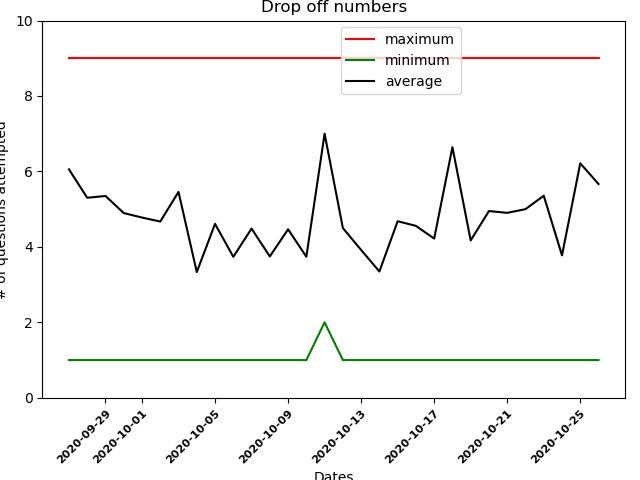 Drop off numbers
maximum
minimum
average
# of questions attempted
10
8
6
4
2
0
2020-09-29
2020-10-01
2020-10-05
2020-10-09
2020-10-13
2020-10-17
2020-10-21
2020-10-25
Dates